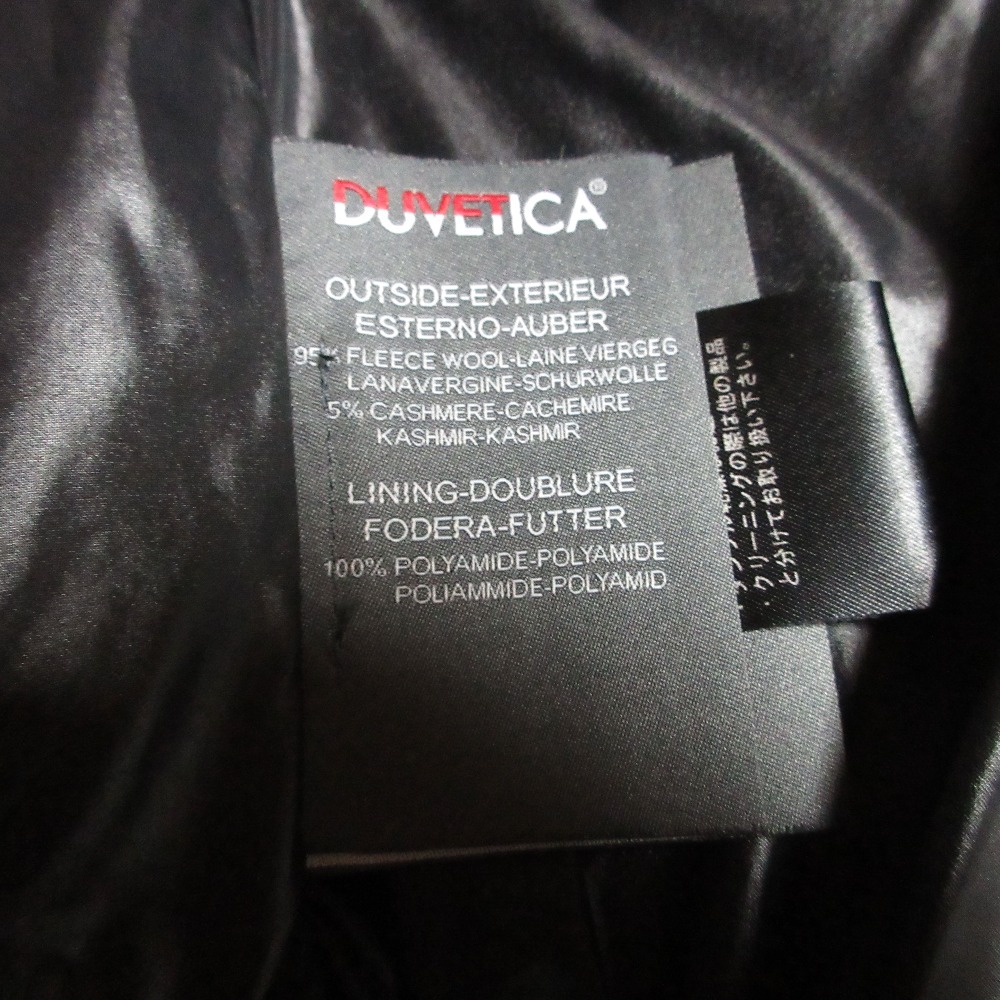 DUVETICA®
OUTSIDE-EXTERIEUR
ESTERNO-AUBER
95% FLEECE WOOL-LAINE VIERGEG
LANAVERGINE-SCHURWOLLE
5% CASHMERE-CACHEMIRE
KASHMIR-KASHMIR
LINING-DOUBLURE
FODERA-FUTTER
100% POLYAMIDE-POLYAMIDE
POLIAMMIDE-POLYAMID
・クリーニングの際は他の製品
と分けてお取り扱い下さい。